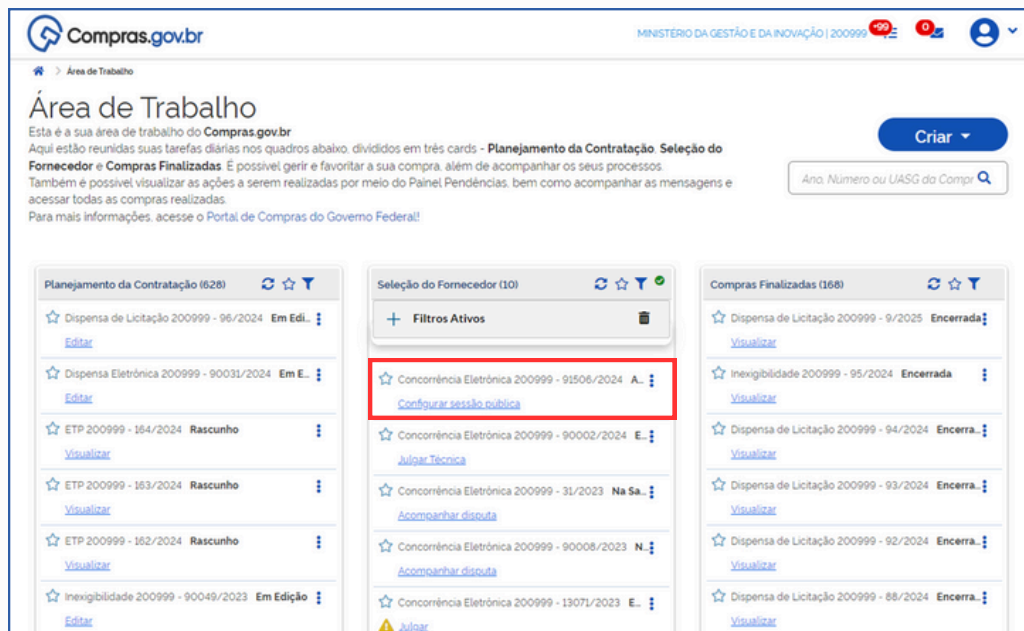 Compras.gov.br
MINISTÉRIO DA GESTÃO E DA INOVAÇÃO | 200999
+99
0
Área de Trabalho
Área de Trabalho
Esta é a sua área de trabalho do Compras.gov.br
Aqui estão reunidas suas tarefas diárias nos quadros abaixo, divididos em três cards - Planejamento da Contratação, Seleção do
Fornecedor e Compras Finalizadas. É possível gerir e favoritar a sua compra, além de acompanhar os seus processos.
Também é possível visualizar as ações a serem realizadas por meio do Painel Pendências, bem como acompanhar as mensagens e
acessar todas as compras realizadas.
Para mais informações, acesse o Portal de Compras do Governo Federal!
Criar
Ano, Número ou UASG da Compr
Planejamento da Contratação (628)
Dispensa de Licitação 200999 - 96/2024 Em Edi...
Editar
Dispensa Eletrônica 200999 - 90031/2024 Em E...
Editar
ETP 200999 - 164/2024 Rascunho
Visualizar
ETP 200999 - 163/2024 Rascunho
Visualizar
ETP 200999 - 162/2024 Rascunho
Visualizar
Inexigibilidade 200999 - 90049/2023 Em Edição
Editar
Seleção do Fornecedor (10)
Filtros Ativos
Concorrência Eletrônica 200999 - 91506/2024 A...
Configurar sessão pública
Concorrência Eletrônica 200999 - 90002/2024 E...
Julgar Técnica
Concorrência Eletrônica 200999 - 31/2023 Na Sa...
Acompanhar disputa
Concorrência Eletrônica 200999 - 90008/2023 N...
Acompanhar disputa
Concorrência Eletrônica 200999 - 13071/2023 E...
Julgar
Compras Finalizadas (168)
Dispensa de Licitação 200999 - 9/2025 Encerrada
Visualizar
Inexigibilidade 200999 - 95/2024 Encerrada
Visualizar
Dispensa de Licitação 200999 - 94/2024 Encerra...
Visualizar
Dispensa de Licitação 200999 - 93/2024 Encerra...
Visualizar
Dispensa de Licitação 200999 - 92/2024 Encerra...
Visualizar
Dispensa de Licitação 200999 - 88/2024 Encerra...
Visualizar